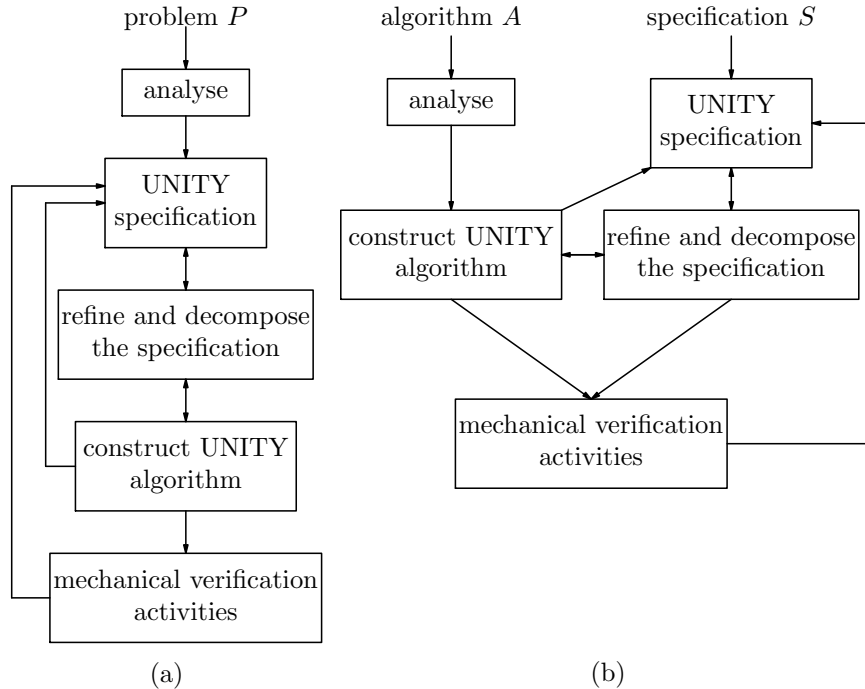 problem P
analyse
UNITY
specification
refine and decompose
the specification
construct UNITY
algorithm
mechanical verification
activities
(a)
algorithm A
specification S
analyse
UNITY
specification
construct UNITY
algorithm
refine and decompose
the specification
mechanical verification
activities
(b)